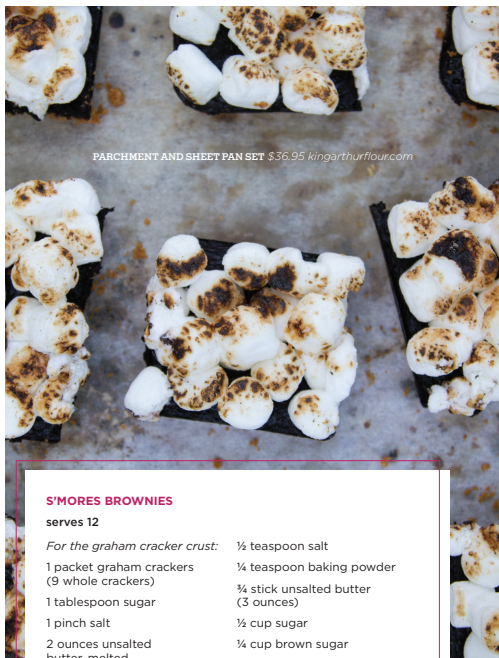 PARCHMENT AND SHEET PAN SET $36.95 kingarthurflour.com
S'MORES BROWNIES
serves 12
For the graham cracker crust:
1 packet graham crackers
(9 whole crackers)
1 tablespoon sugar
1 pinch salt
2 ounces unsalted
butter, melted
½ teaspoon salt
¼ teaspoon baking powder
¾ stick unsalted butter
(3 ounces)
½ cup sugar
¼ cup brown sugar